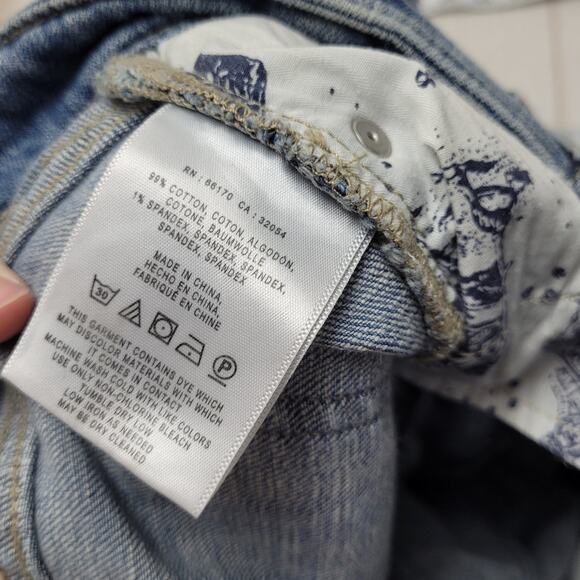 RN : 86170 CA : 32054
99% COTTON, COTON, ALGODÓN,
COTONE, BAUMWOLLE
1% SPANDEX, SPANDEX, SPANDEX,
SPANDEX, SPANDEX
MADE IN CHINA,
HECHO EN CHINA,
FABRIQUE EN CHINE
30 P
THIS GARMENT CONTAINS DYE WHICH
MAY DISCOLOR MATERIALS WITH WHICH
IT COMES IN CONTACT
MACHINE WASH COLD WITH LIKE COLORS
USE ONLY NON-CHLORINE BLEACH
TUMBLE DRY LOW
LOW IRON AS NEEDED
MAY BE DRY CLEANED